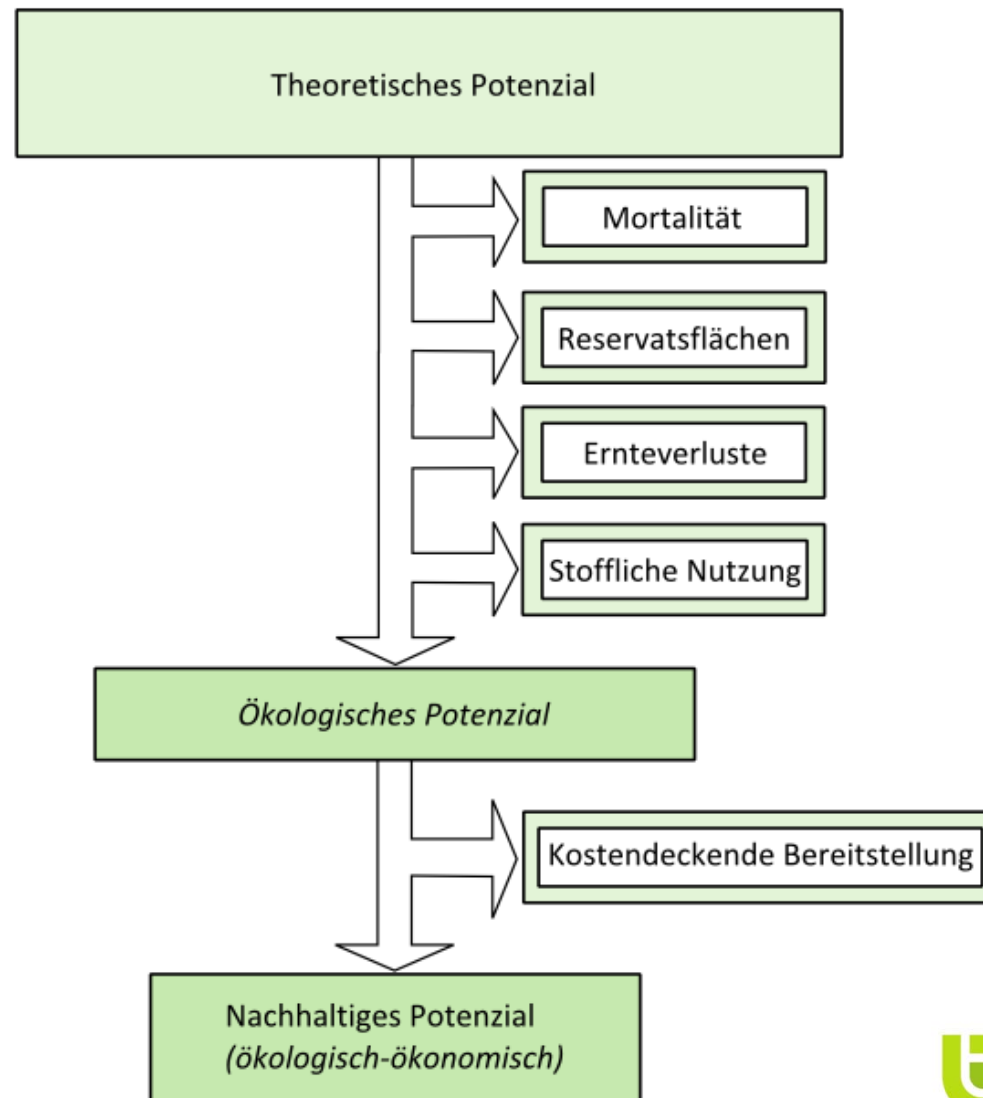 Theoretisches Potenzial
Mortalität
Reservatsflächen
Ernteverluste
Stoffliche Nutzung
Ökologisches Potenzial
Kostendeckende Bereitstellung
Nachhaltiges Potenzial
(ökologisch-ökonomisch)